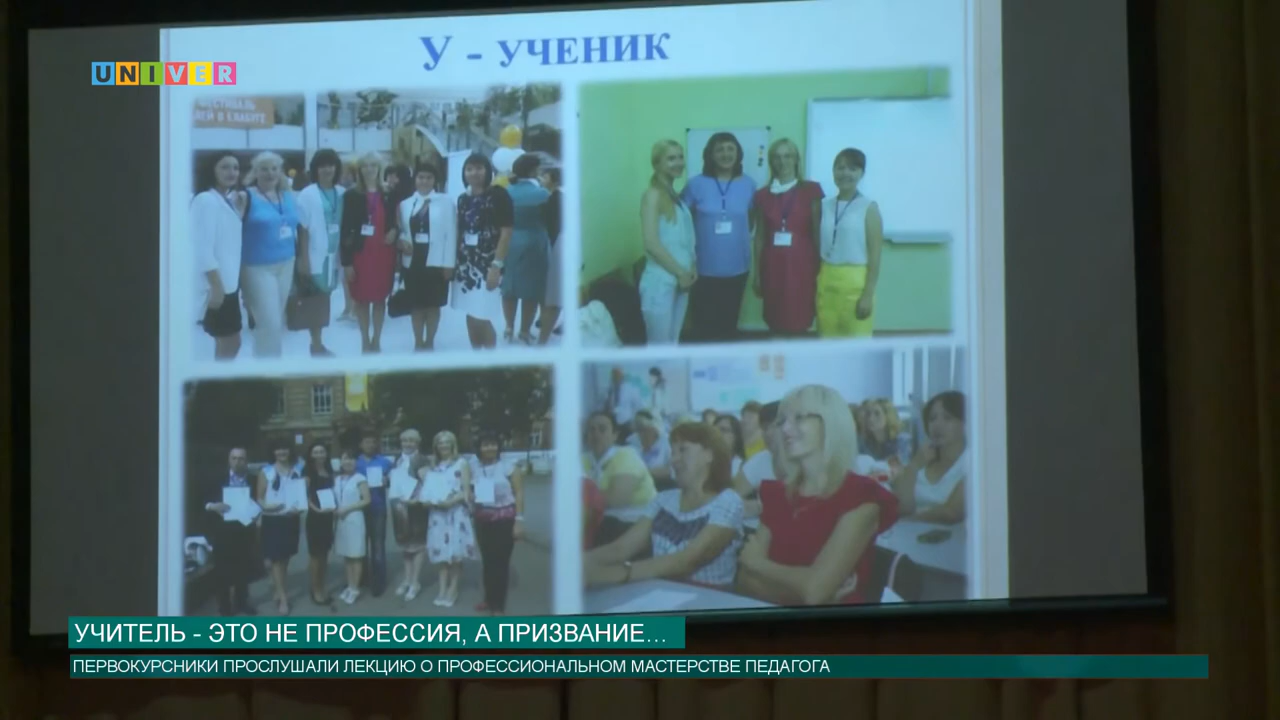 У - УЧЕНИК
UNIVER
ФЕСТИВАЛЬ
УЧИТЕЛЬ - ЭТО НЕ ПРОФЕССИЯ, А ПРИЗВАНИЕ...
ПЕРВОКУРСНИКИ ПРОСЛУШАЛИ ЛЕКЦИЮ О ПРОФЕССИОНАЛЬНОМ МАСТЕРСТВЕ ПЕДАГОГА